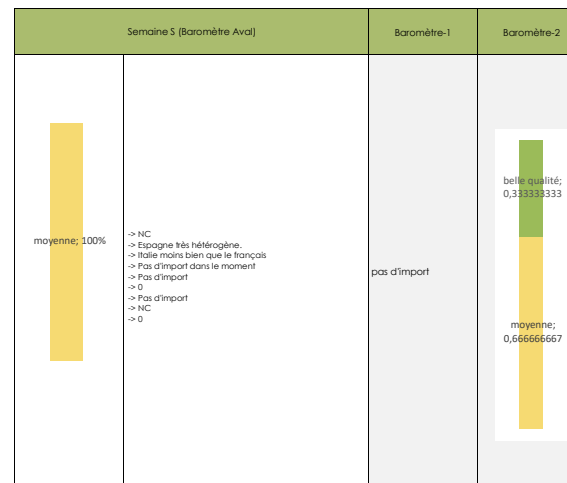 Semaine S (Baromètre Aval)
Baromètre-1
Baromètre-2
moyenne; 100%
-> NC
-> Espagne très hétérogène.
-> Italie moins bien que le français
-> Pas d'import dans le moment
-> Pas d'import
-> 0
-> Pas d'import
-> NC
-> 0
pas d'import
belle qualité;
0,333333333
moyenne;
0,666666667